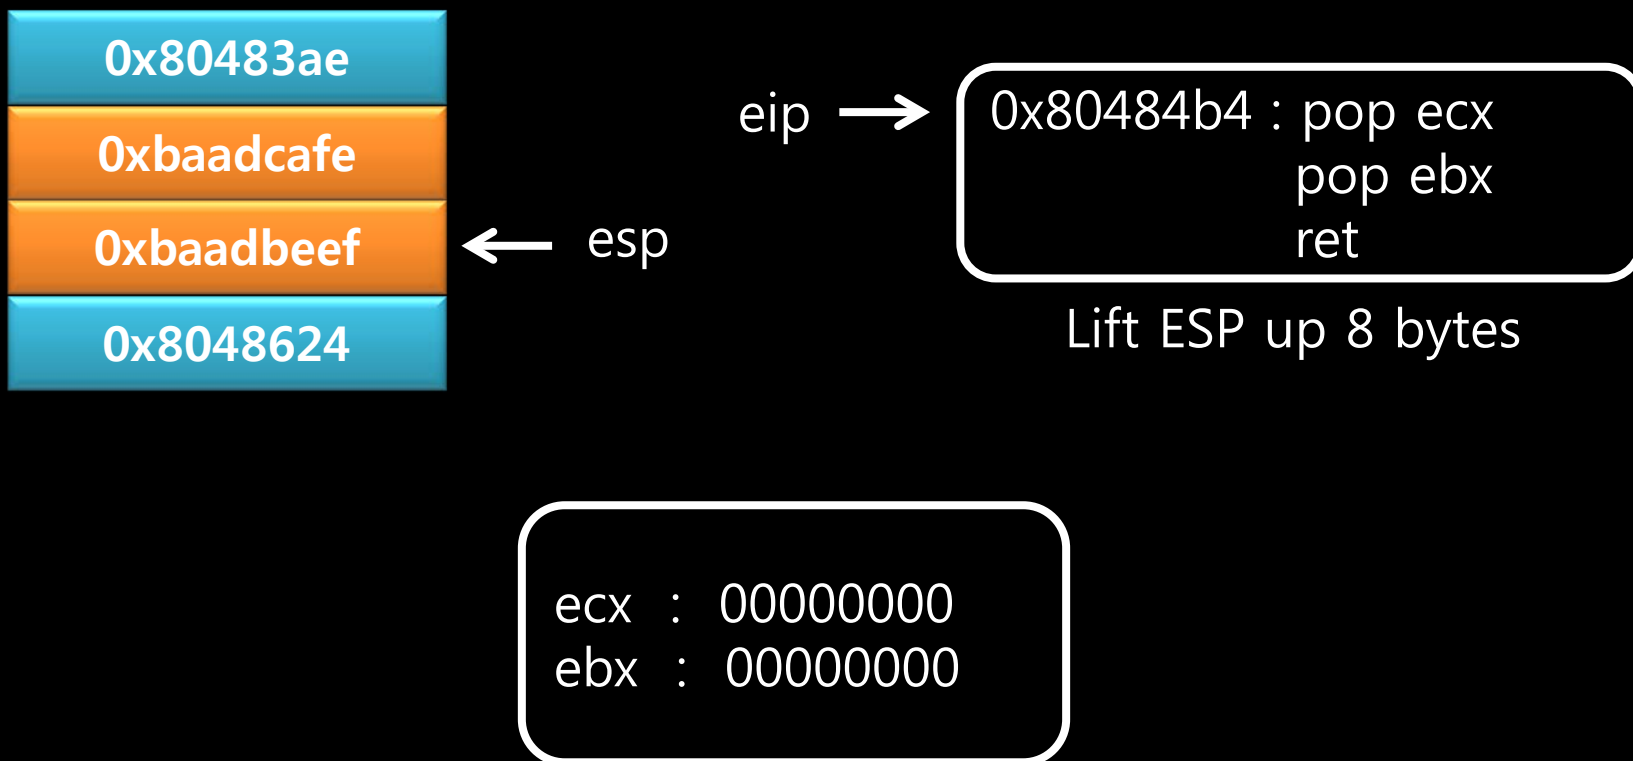 0x80483ae
0xbaadcafe
0xbaadbeef
0x8048624
esp
eip
0x80484b4 : pop ecx
pop ebx
ret
Lift ESP up 8 bytes
ecx : 00000000
ebx : 00000000